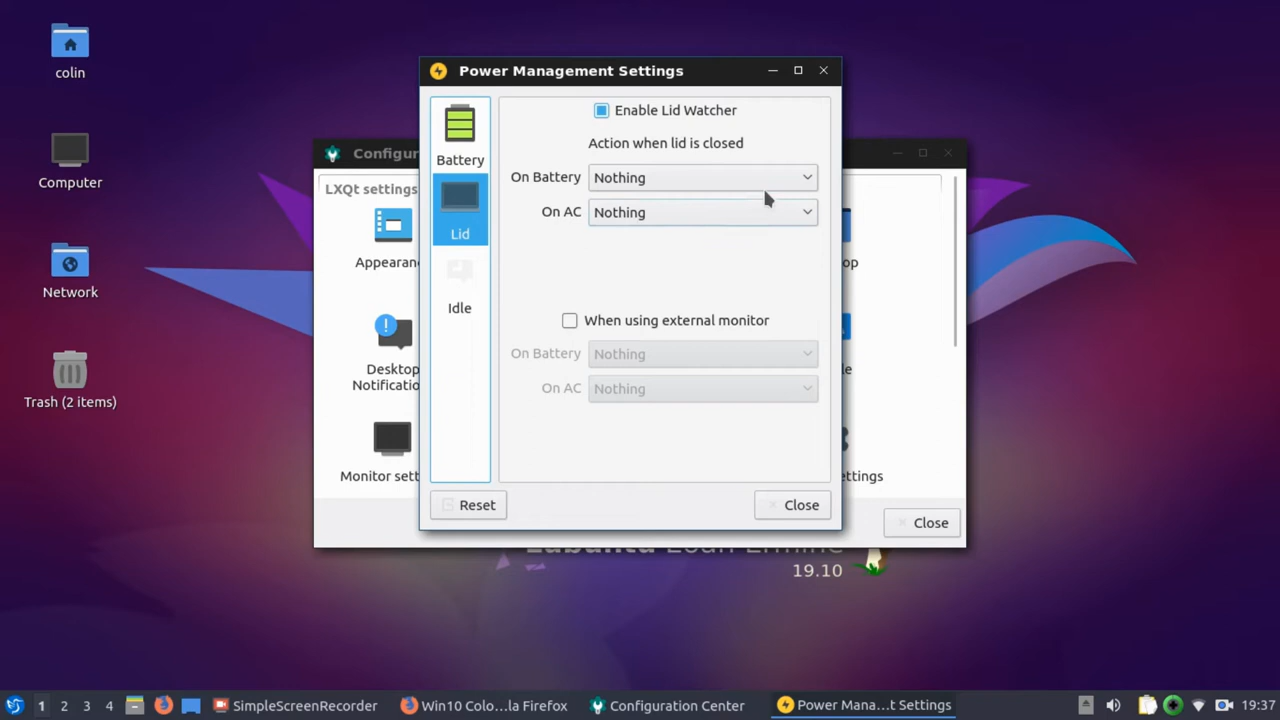 colin
Computer
Network
Trash (2 items)
Power Management Settings
Battery
Lid
Idle
Enable Lid Watcher
Action when lid is closed
On Battery Nothing
On AC Nothing
When using external monitor
On Battery Nothing
On AC Nothing
Reset
Close
Configur
LXQt settings
Appearan
op
Desktop
Notificatio
le
Monitor sett
ettings
Close
19.10
1 2 3 4 SimpleScreenRecorder Win10 Colo…la Firefox Configuration Center Power Mana…t Settings 19:37